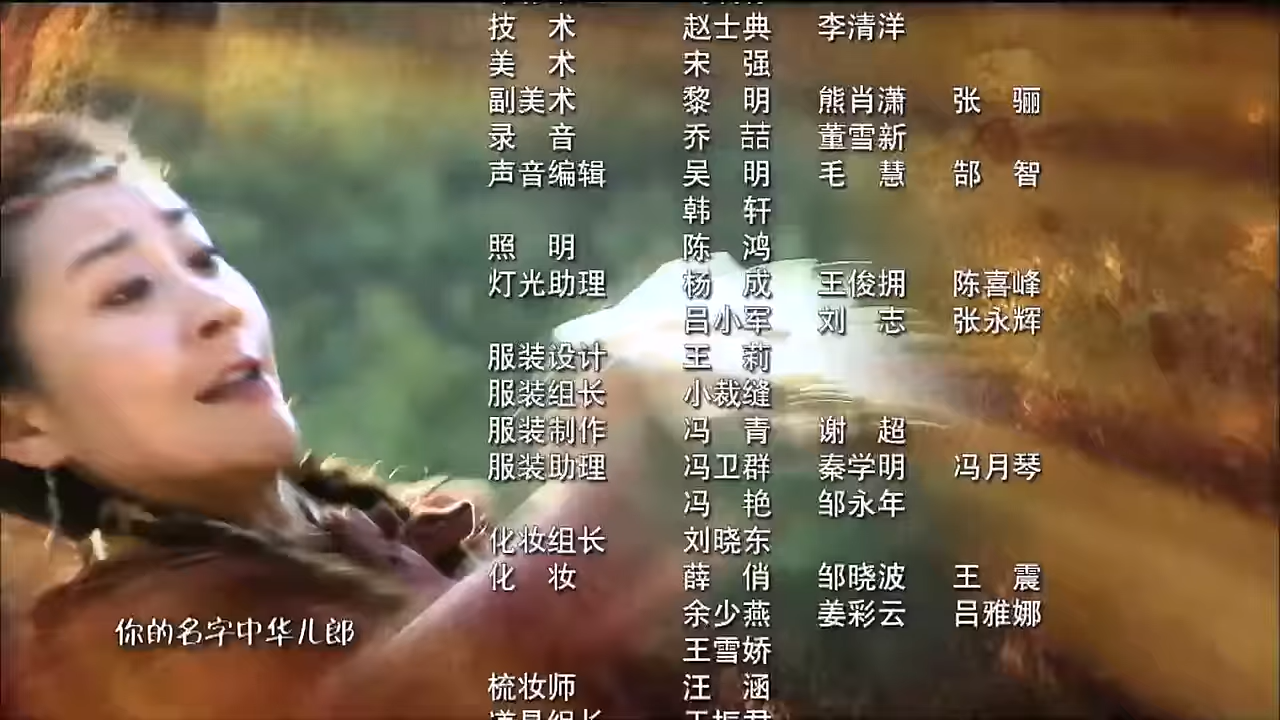 技 术 赵士典 李清洋
美 术 宋 强
副美术 黎 明 熊肖潇 张 骊
录 音 乔 喆 董雪新
声音编辑 吴 明 毛 慧 郜 智
韩 轩
照 明 陈 鸿
灯光助理 杨 成 王俊拥 陈喜峰
吕小军 刘 志 张永辉
服装设计 王 莉
服装组长 小裁缝
服装制作 冯 青 谢 超
服装助理 冯卫群 秦学明 冯月琴
冯 艳 邹永年
化妆组长 刘晓东
化 妆 薛 俏 邹晓波 王 震
余少燕 姜彩云 吕雅娜
王雪娇
你的名字中华儿郎
梳妆师 汪 涵
道具组长 王振君